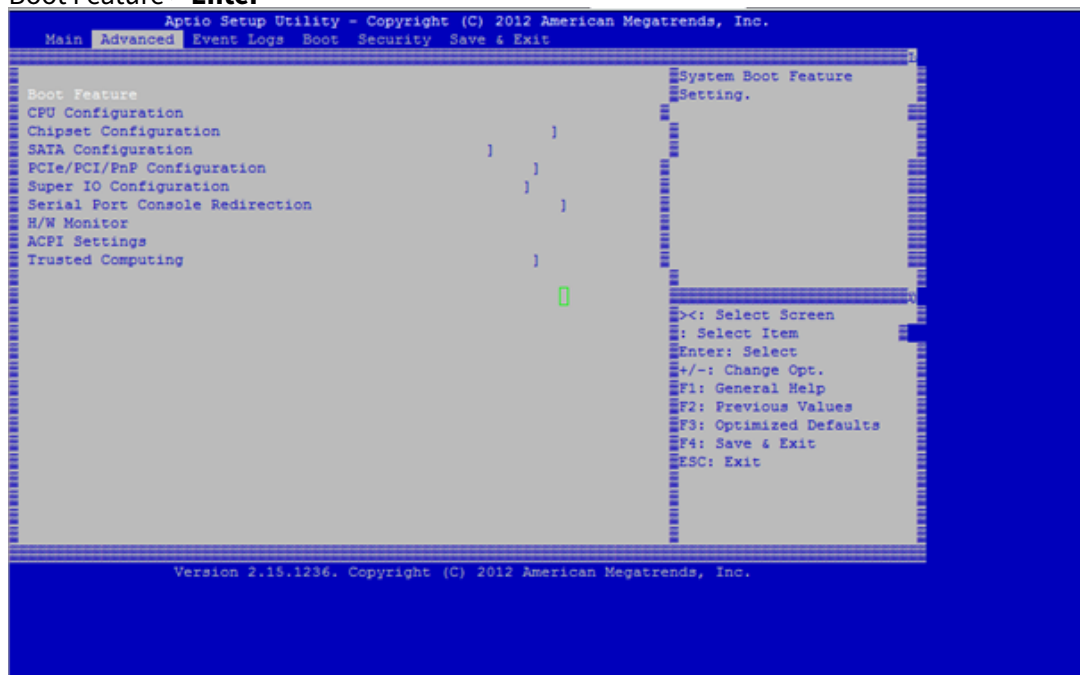 Boot Feature – Enter
Aptio Setup Utility - Copyright (C) 2012 American Megatrends, Inc.
Main Advanced Event Logs Boot Security Save & Exit
Boot Feature
CPU Configuration
Chipset Configuration ]
SATA Configuration ]
PCIe/PCI/PnP Configuration ]
Super IO Configuration ]
Serial Port Console Redirection ]
H/W Monitor
ACPI Settings
Trusted Computing ]
System Boot Feature
Setting.
><: Select Screen
: Select Item
Enter: Select
+/-: Change Opt.
F1: General Help
F2: Previous Values
F3: Optimized Defaults
F4: Save & Exit
ESC: Exit
Version 2.15.1236. Copyright (C) 2012 American Megatrends, Inc.